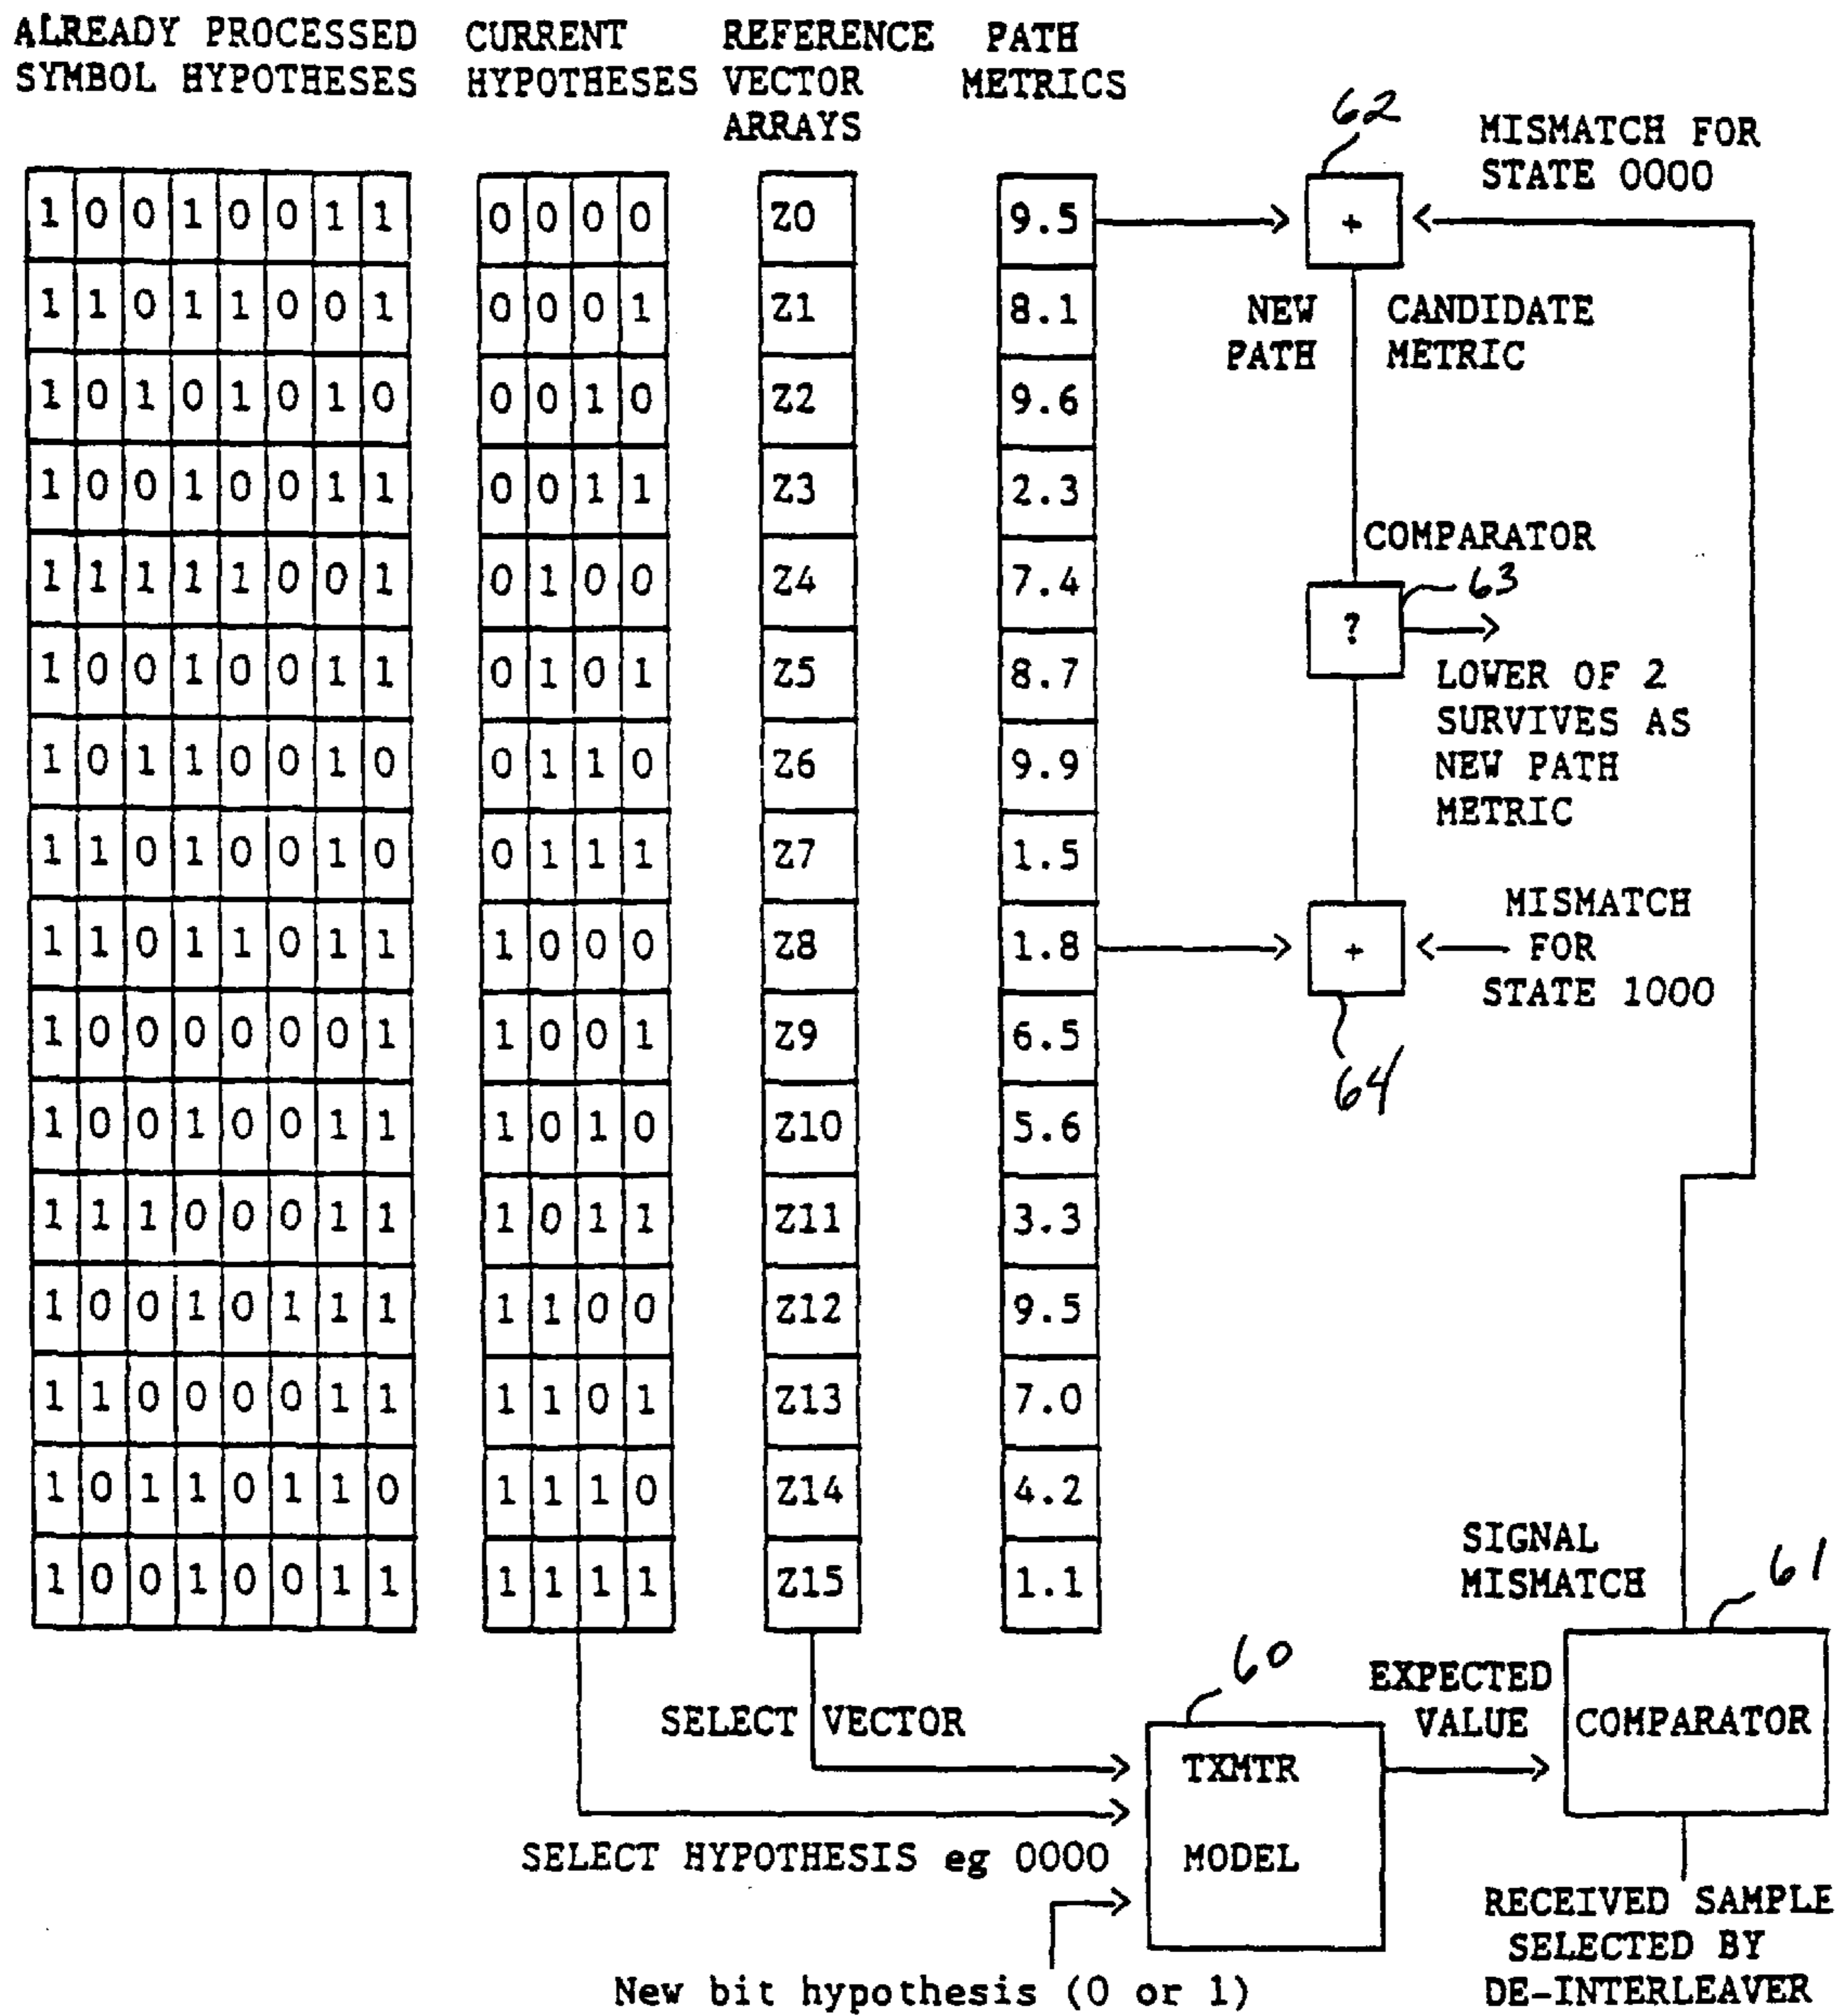 ALREADY PROCESSED CURRENT REFERENCE PATH
SYMBOL HYPOTHESES HYPOTHESES VECTOR METRICS
ARRAYS
62
MISMATCH FOR
STATE 0000
1 0 0 1 0 0 1 1 0 0 0 0 Z0 9.5 +
1 1 0 1 1 0 0 1 0 0 0 1 Z1 8.1 NEW CANDIDATE
PATH METRIC
1 0 1 0 1 0 1 0 0 0 1 0 Z2 9.6
1 0 0 1 0 0 1 1 0 0 1 1 Z3 2.3
COMPARATOR
1 1 1 1 1 0 0 1 0 1 0 0 Z4 7.4 63
?
1 0 0 1 0 0 1 1 0 1 0 1 Z5 8.7 LOWER OF 2
SURVIVES AS
1 0 1 1 0 0 1 0 0 1 1 0 Z6 9.9 NEW PATH
METRIC
1 1 0 1 0 0 1 0 0 1 1 1 Z7 1.5
MISMATCH
1 1 0 1 1 0 1 1 1 0 0 0 Z8 1.8 + FOR
STATE 1000
1 0 0 0 0 0 0 1 1 0 0 1 Z9 6.5
64
1 0 0 1 0 0 1 1 1 0 1 0 Z10 5.6
1 1 1 0 0 0 1 1 1 0 1 1 Z11 3.3
1 0 0 1 0 1 1 1 1 1 0 0 Z12 9.5
1 1 0 0 0 0 1 1 1 1 0 1 Z13 7.0
1 0 1 1 0 1 1 0 1 1 1 0 Z14 4.2
SIGNAL
MISMATCH
61
1 0 0 1 0 0 1 1 1 1 1 1 Z15 1.1
60
EXPECTED
VALUE
COMPARATOR
SELECT VECTOR
TXMTR
MODEL
SELECT HYPOTHESIS eg 0000
RECEIVED SAMPLE
SELECTED BY
DE-INTERLEAVER
New bit hypothesis (0 or 1)